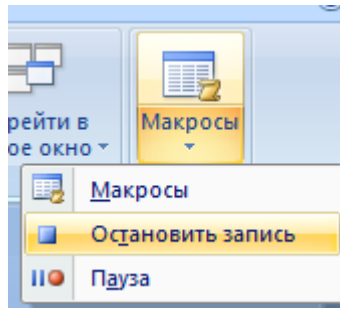 рейти в
ое окно
Макросы
Макросы
Остановить запись
Пауза